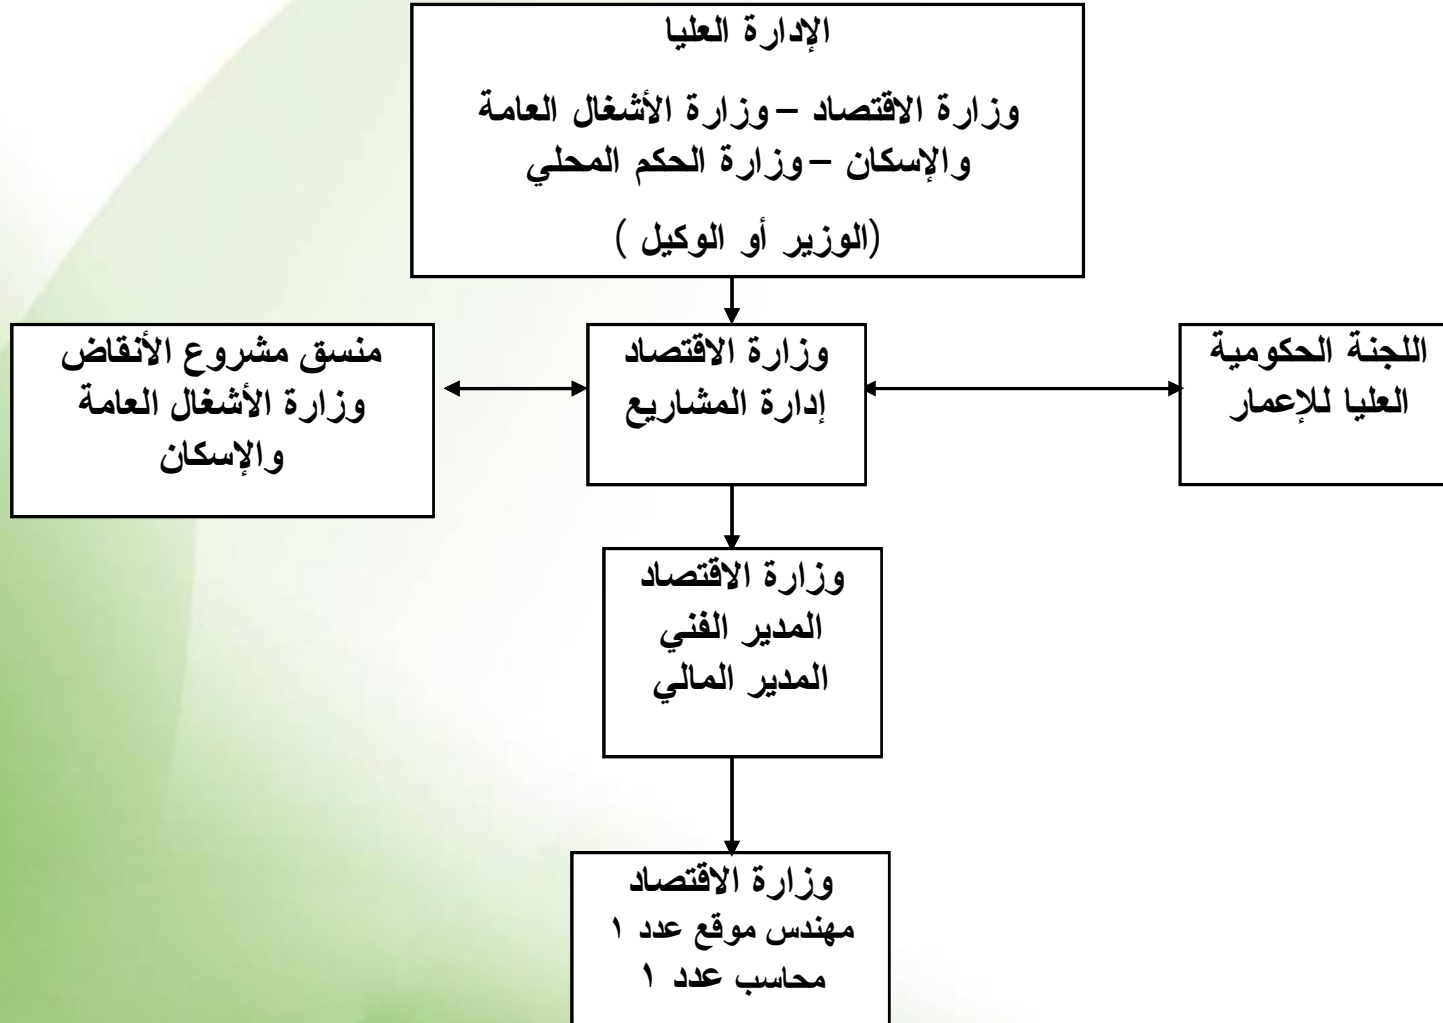 الإدارة العليا
وزارة الاقتصاد – وزارة الأشغال العامة
والإسكان – وزارة الحكم المحلي
(الوزير أو الوكيل )
اللجنة الحكومية
العليا للإعمار
وزارة الاقتصاد
إدارة المشاريع
منسق مشروع الأنقاض
وزارة الأشغال العامة
والإسكان
وزارة الاقتصاد
المدير الفني
المدير المالي
وزارة الاقتصاد
مهندس موقع عدد ١
محاسب عدد ١